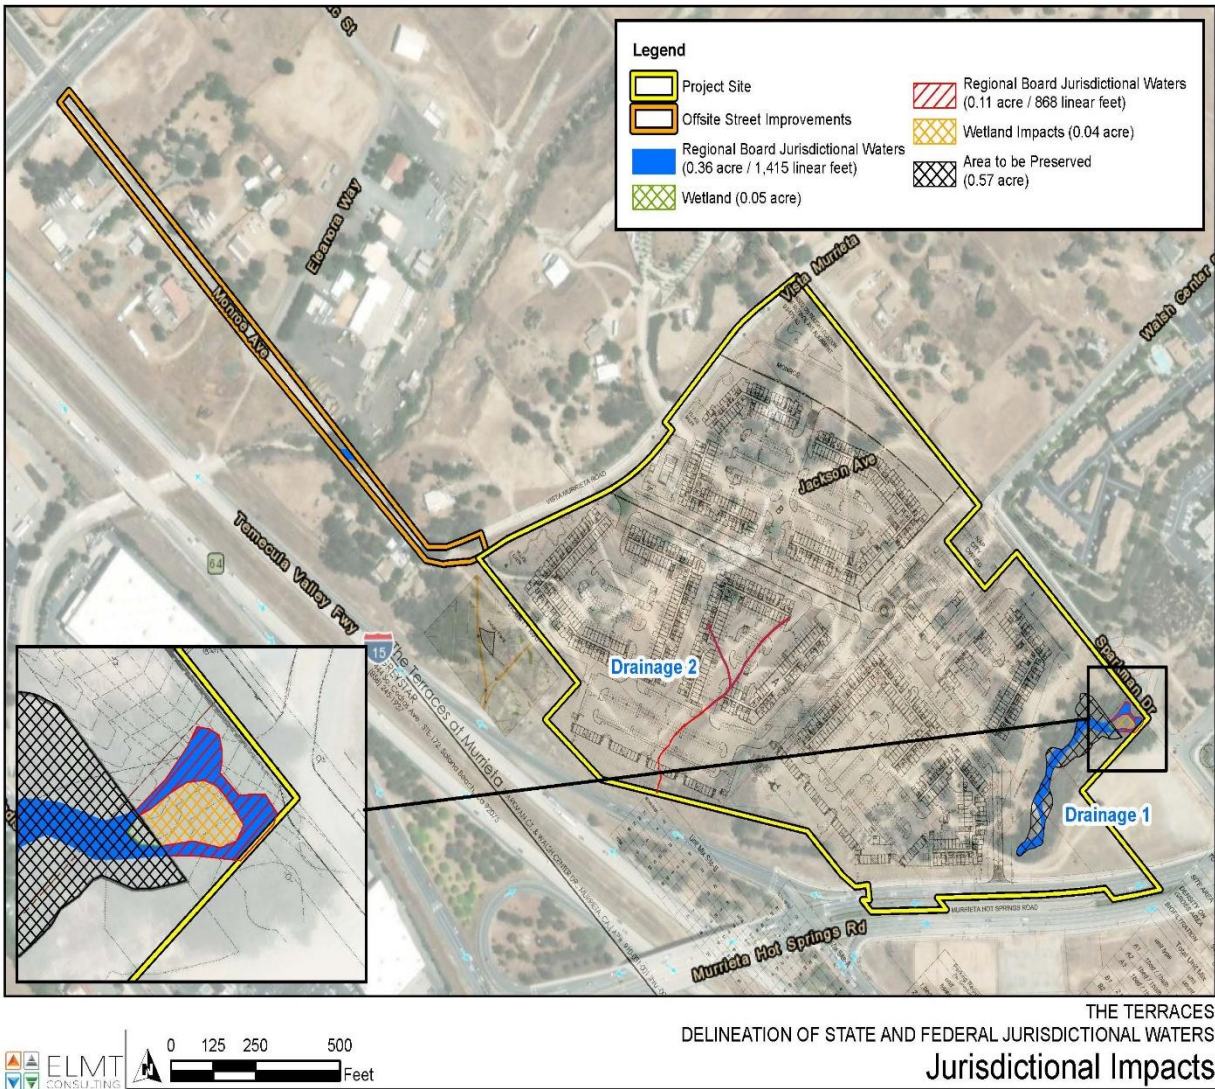 Legend
Project Site
Offsite Street Improvements
Regional Board Jurisdictional Waters
(0.36 acre / 1,415 linear feet)
Wetland (0.05 acre)
Regional Board Jurisdictional Waters
(0.11 acre / 868 linear feet)
Wetland Impacts (0.04 acre)
Area to be Preserved
(0.57 acre)
Eleanora Way
Monroe Ave
Vista Murrieta
Walsh Center
Jackson Ave
VISTA MURRIETA ROAD
Temecula Valley Fwy
64
15
The Terraces at Murrieta
Drainage 2
Sparkman Dr
Drainage 1
MURRIETA HOT SPRINGS ROAD
Murrieta Hot Springs Rd
THE TERRACES
DELINEATION OF STATE AND FEDERAL JURISDICTIONAL WATERS
Jurisdictional Impacts
ELMT
CONSULTING
N
0 125 250 500
Feet